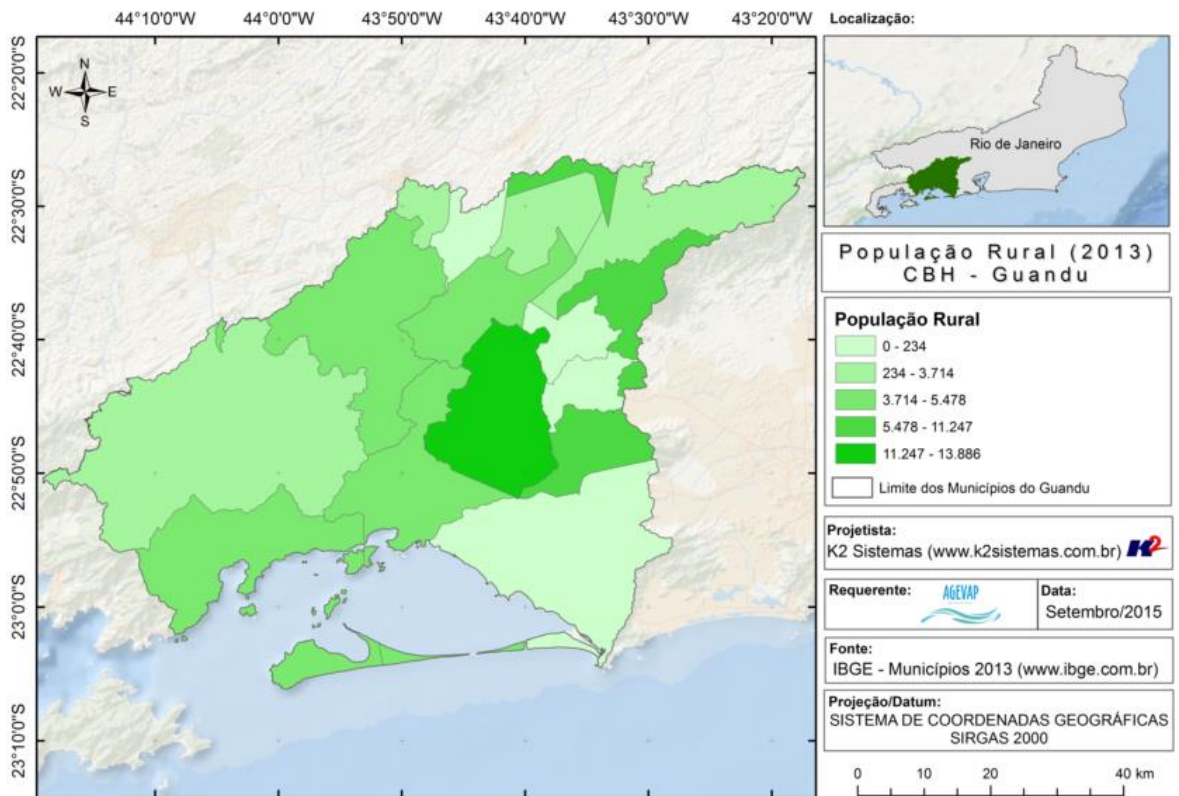 44°10'0"W 44°0'0"W 43°50'0"W 43°40'0"W 43°30'0"W 43°20'0"W
22°20'0"S
22°30'0"S
22°40'0"S
22°50'0"S
23°00'0"S
23°10'0"S
N
W E
S
Localização:
Rio de Janeiro
População Rural (2013)
CBH - Guandu
População Rural
0 - 234
234 - 3.714
3.714 - 5.478
5.478 - 11.247
11.247 - 13.886
Limite dos Municípios do Guandu
Projetista:
K2 Sistemas (www.k2sistemas.com.br) K2
Requerente: AGEVAP
Data:
Setembro/2015
Fonte:
IBGE - Municípios 2013 (www.ibge.com.br)
Projeção/Datum:
SISTEMA DE COORDENADAS GEOGRÁFICAS
SIRGAS 2000
0 10 20 40 km